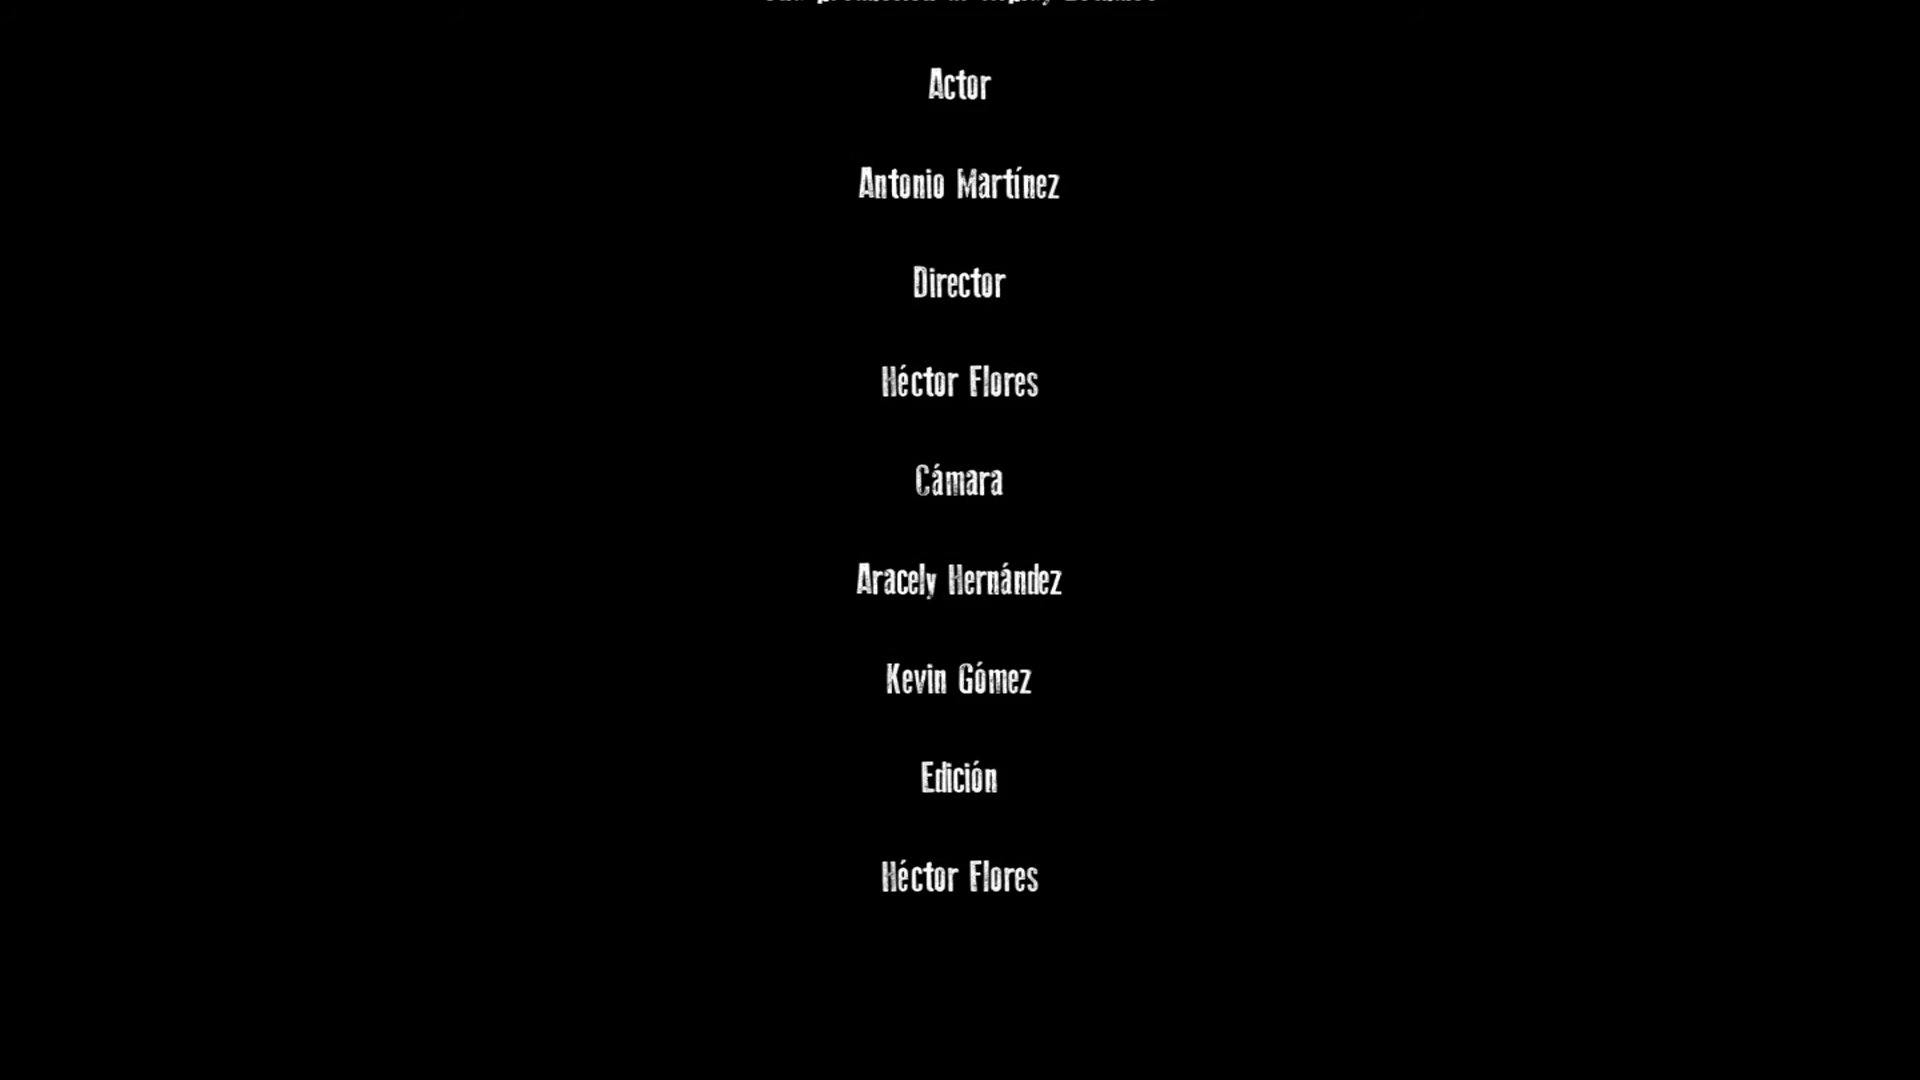 Actor
Antonio Martínez
Director
Héctor Flores
Cámara
Aracely Hernández
Kevin Gómez
Edición
Héctor Flores